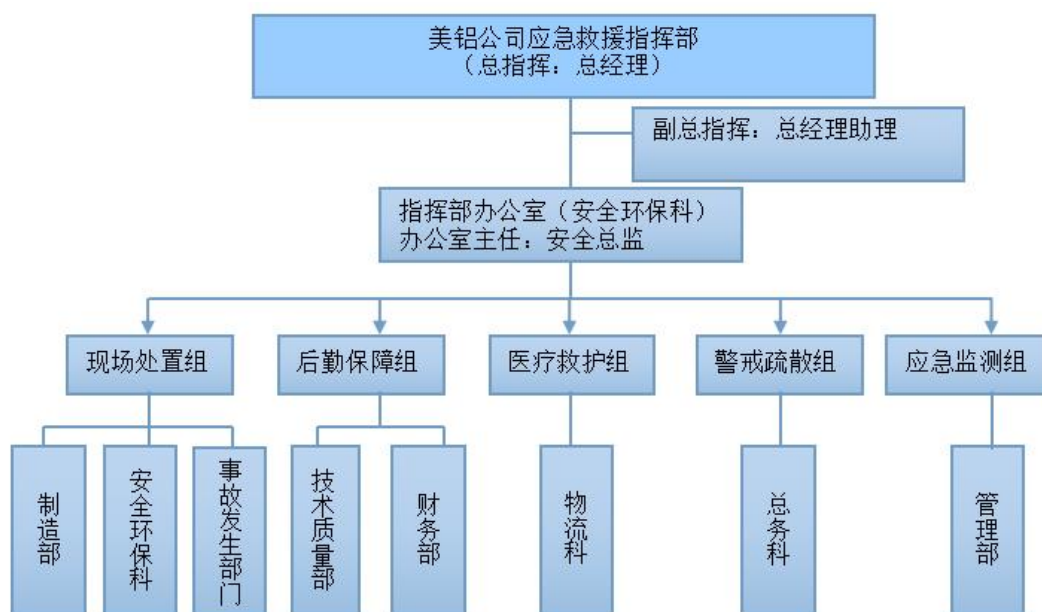 美铝公司应急救援指挥部
（总指挥：总经理）
副总指挥：总经理助理
指挥部办公室（安全环保科）
办公室主任：安全总监
现场处置组
后勤保障组
医疗救护组
警戒疏散组
应急监测组
制造部
安全环保科
事故发生部门
技术质量部
财务部
物流科
总务科
管理部